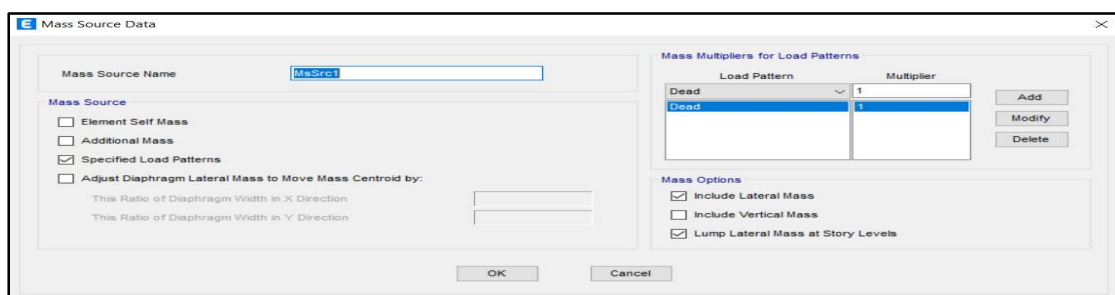 E Mass Source Data
Mass Source Name MsSrc1
Mass Source
Element Self Mass
Additional Mass
Specified Load Patterns
Adjust Diaphragm Lateral Mass to Move Mass Centroid by:
This Ratio of Diaphragm Width in X Direction
This Ratio of Diaphragm Width in Y Direction
Mass Multipliers for Load Patterns
Load Pattern Multiplier
Dead 1
Dead 1
Add
Modify
Delete
Mass Options
Include Lateral Mass
Include Vertical Mass
Lump Lateral Mass at Story Levels
OK Cancel